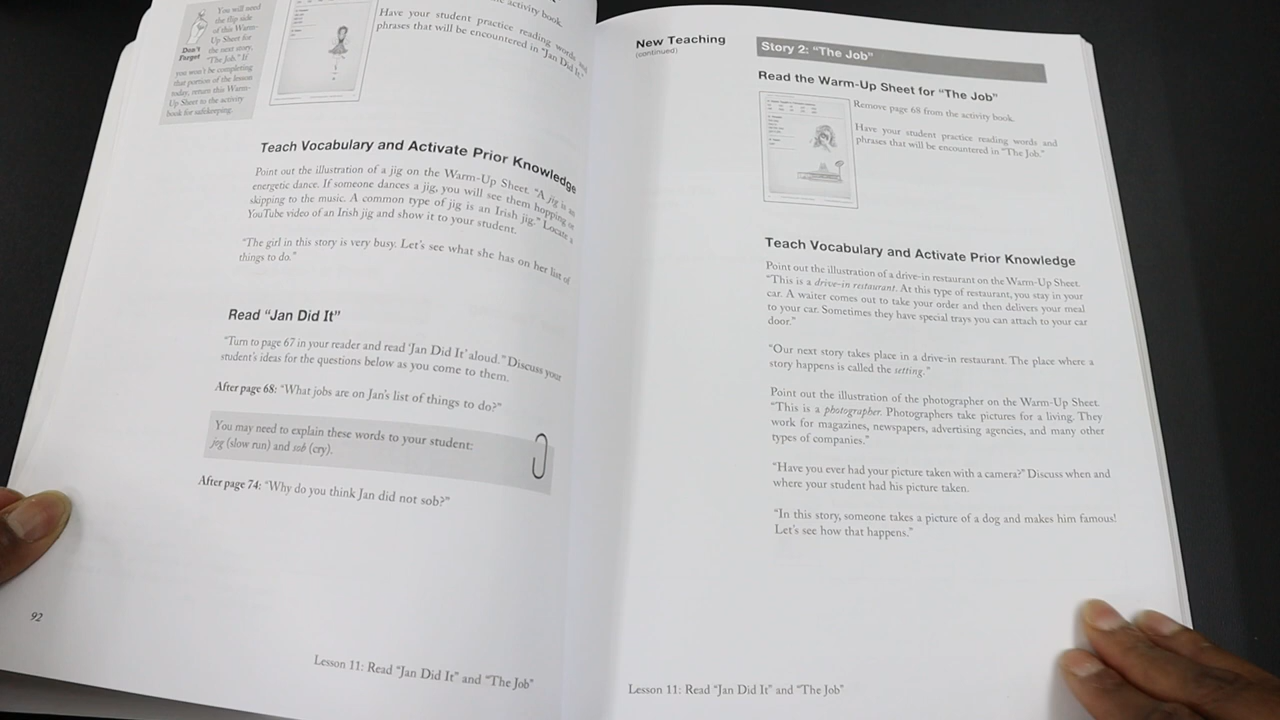 You will need
the flip side
of this Warm-
Up Sheet for
the next story,
"The Job." If
you won't be completing
that portion of the lesson
today, return this Warm-
Up Sheet to the activity
book for safekeeping.
Don't
Forget
activity book.
Have your student practice reading words and
phrases that will be encountered in "Jan Did It."
Teach Vocabulary and Activate Prior Knowledge
Point out the illustration of a jig on the Warm-Up Sheet. "A jig is an
energetic dance. If someone dances a jig, you will see them hopping or
skipping to the music. A common type of jig is an Irish jig." Locate a
YouTube video of an Irish jig and show it to your student.
"The girl in this story is very busy. Let's see what she has on her list of
things to do."
Read "Jan Did It"
"Turn to page 67 in your reader and read 'Jan Did It' aloud." Discuss your
student's ideas for the questions below as you come to them.
After page 68: "What jobs are on Jan's list of things to do?"
You may need to explain these words to your student:
jog (slow run) and sob (cry).
After page 74: "Why do you think Jan did not sob?"
92
Lesson 11: Read "Jan Did It" and "The Job"
New Teaching
(continued)
Story 2: "The Job"
Read the Warm-Up Sheet for "The Job"
Remove page 68 from the activity book.
Have your student practice reading words and
phrases that will be encountered in "The Job."
Teach Vocabulary and Activate Prior Knowledge
Point out the illustration of a drive-in restaurant on the Warm-Up Sheet.
"This is a drive-in restaurant. At this type of restaurant, you stay in your
car. A waiter comes out to take your order and then delivers your meal
to your car. Sometimes they have special trays you can attach to your car
door."
"Our next story takes place in a drive-in restaurant. The place where a
story happens is called the setting."
Point out the illustration of the photographer on the Warm-Up Sheet.
"This is a photographer. Photographers take pictures for a living. They
work for magazines, newspapers, advertising agencies, and many other
types of companies."
"Have you ever had your picture taken with a camera?" Discuss when and
where your student had his picture taken.
"In this story, someone takes a picture of a dog and makes him famous!
Let's see how that happens."
Lesson 11: Read "Jan Did It" and "The Job"